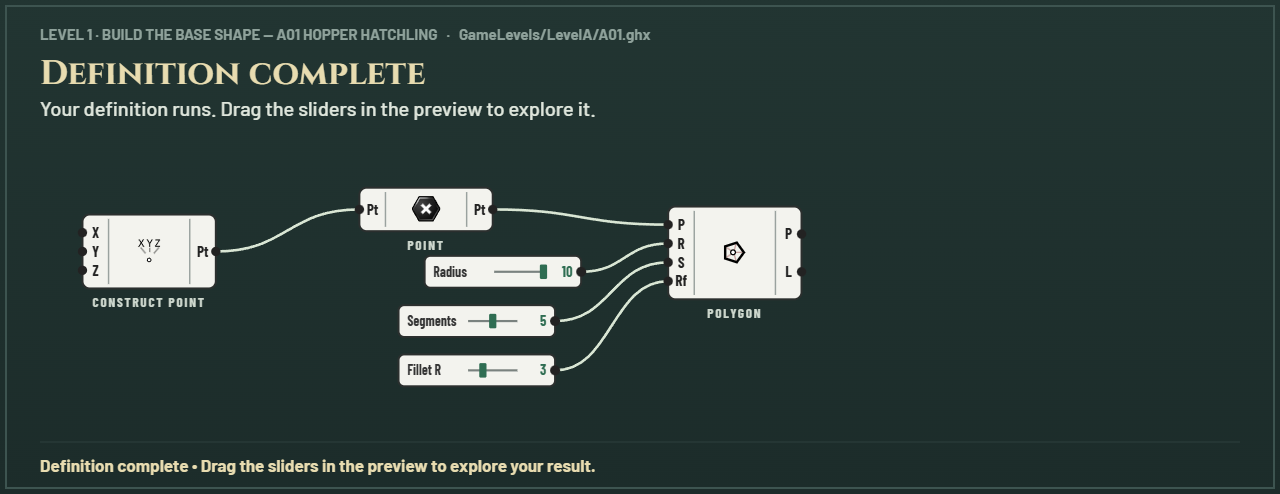 LEVEL 1 · BUILD THE BASE SHAPE — A01 HOPPER HATCHLING · GameLevels/LevelA/A01.ghx
DEFINITION COMPLETE
Your definition runs. Drag the sliders in the preview to explore it.
X
Y
Z
XYZ
Pt
CONSTRUCT POINT
Pt
Pt
POINT
Radius 10
Segments 5
Fillet R 3
P
R
S
Rf
P
L
POLYGON
Definition complete • Drag the sliders in the preview to explore your result.